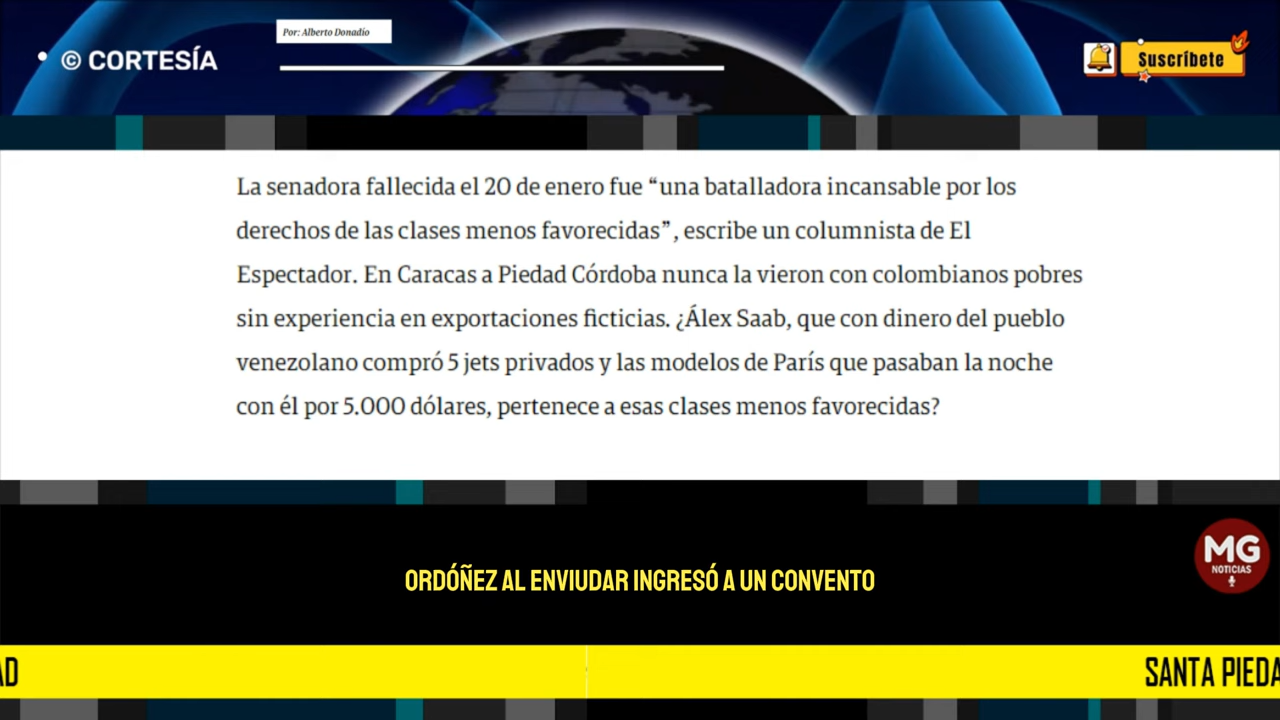 Por: Alberto Donadio
© CORTESÍA
Suscríbete
La senadora fallecida el 20 de enero fue “una batalladora incansable por los
derechos de las clases menos favorecidas”, escribe un columnista de El
Espectador. En Caracas a Piedad Córdoba nunca la vieron con colombianos pobres
sin experiencia en exportaciones ficticias. ¿Álex Saab, que con dinero del pueblo
venezolano compró 5 jets privados y las modelos de París que pasaban la noche
con él por 5.000 dólares, pertenece a esas clases menos favorecidas?
MG
NOTICIAS
ORDÓÑEZ AL ENVIUDAR INGRESÓ A UN CONVENTO
AD
SANTA PIEDA